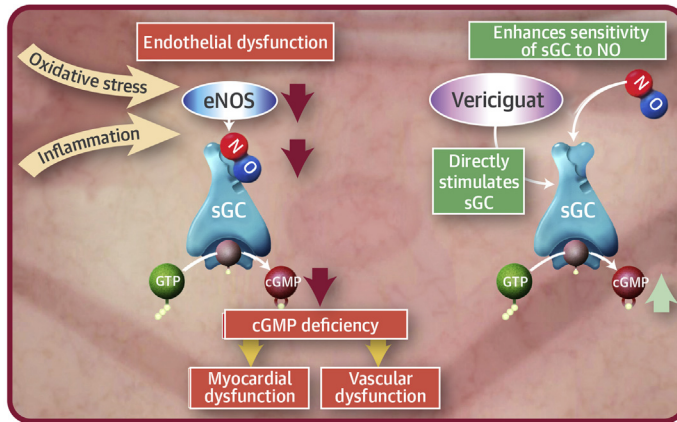 Endothelial dysfunction
Oxidative stress
Inflammation
eNOS
N
O
sGC
GTP
cGMP
cGMP deficiency
Myocardial
dysfunction
Vascular
dysfunction
Enhances sensitivity
of sGC to NO
Vericiguat
N
O
Directly
stimulates
sGC
sGC
GTP
cGMP